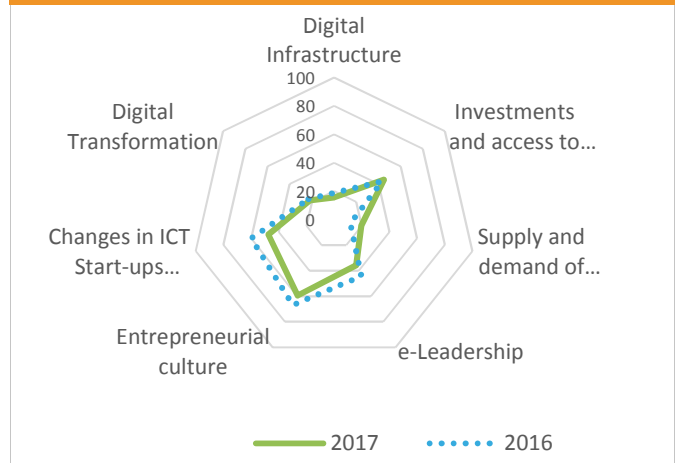 Digital
Infrastructure
100
80
60
40
20
0
Investments
and access to...
Supply and
demand of...
e-Leadership
Entrepreneurial
culture
Changes in ICT
Start-ups...
Digital
Transformation
2017
2016